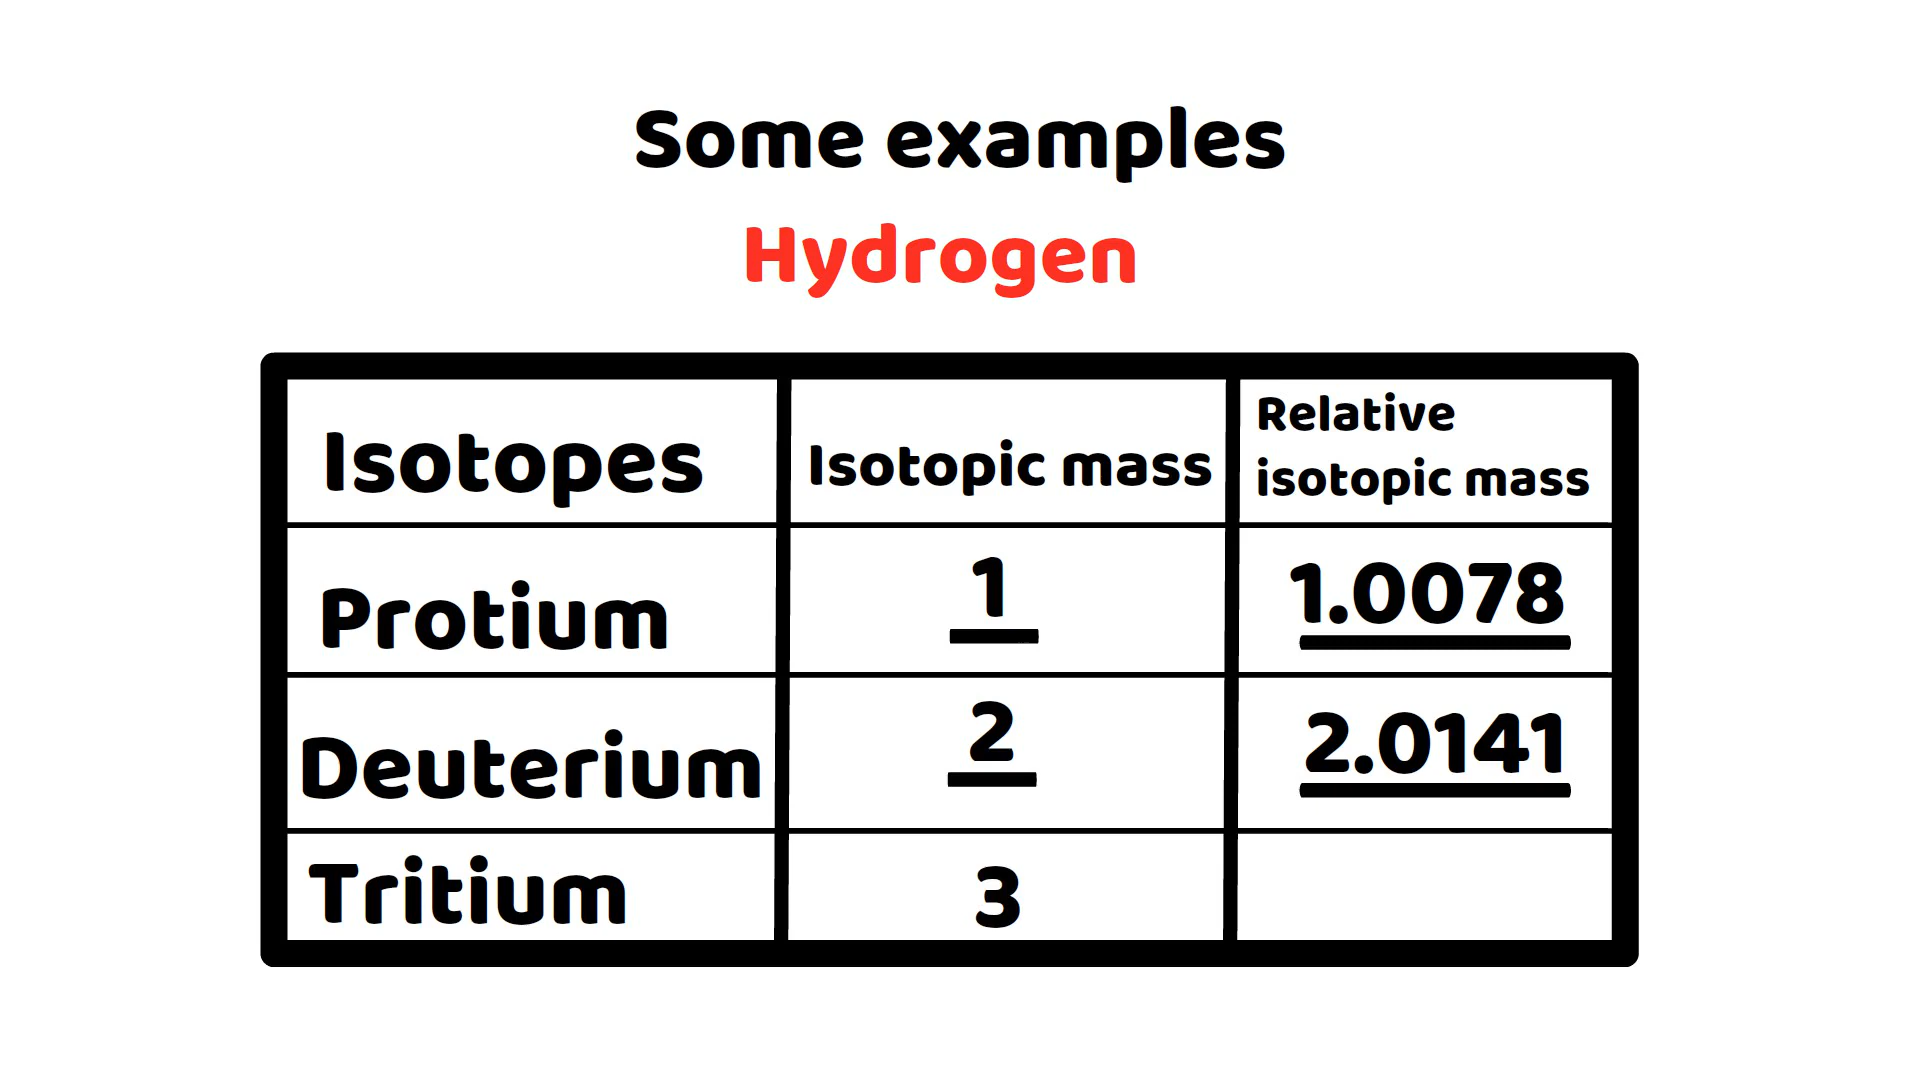 Some examples
Hydrogen
Isotopes
Isotopic mass
Relative
isotopic mass
Protium
1
1.0078
Deuterium
2
2.0141
Tritium
3